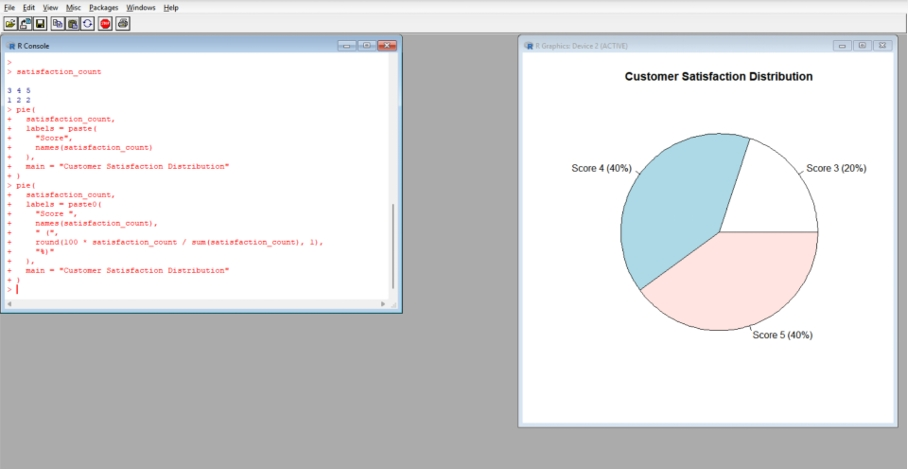 File Edit View Misc Packages Windows Help
STOP
R Console
>
> satisfaction_count
3 4 5
1 2 2
> pie(
+ satisfaction_count,
+ labels = paste(
+ "Score",
+ names(satisfaction_count)
+ ),
+ main = "Customer Satisfaction Distribution"
+ )
> pie(
+ satisfaction_count,
+ labels = paste0(
+ "Score ",
+ names(satisfaction_count),
+ " (",
+ round(100 * satisfaction_count / sum(satisfaction_count), 1),
+ "%)"
+ ),
+ main = "Customer Satisfaction Distribution"
+ )
>
R Graphics: Device 2 (ACTIVE)
Customer Satisfaction Distribution
Score 4 (40%)
Score 3 (20%)
Score 5 (40%)